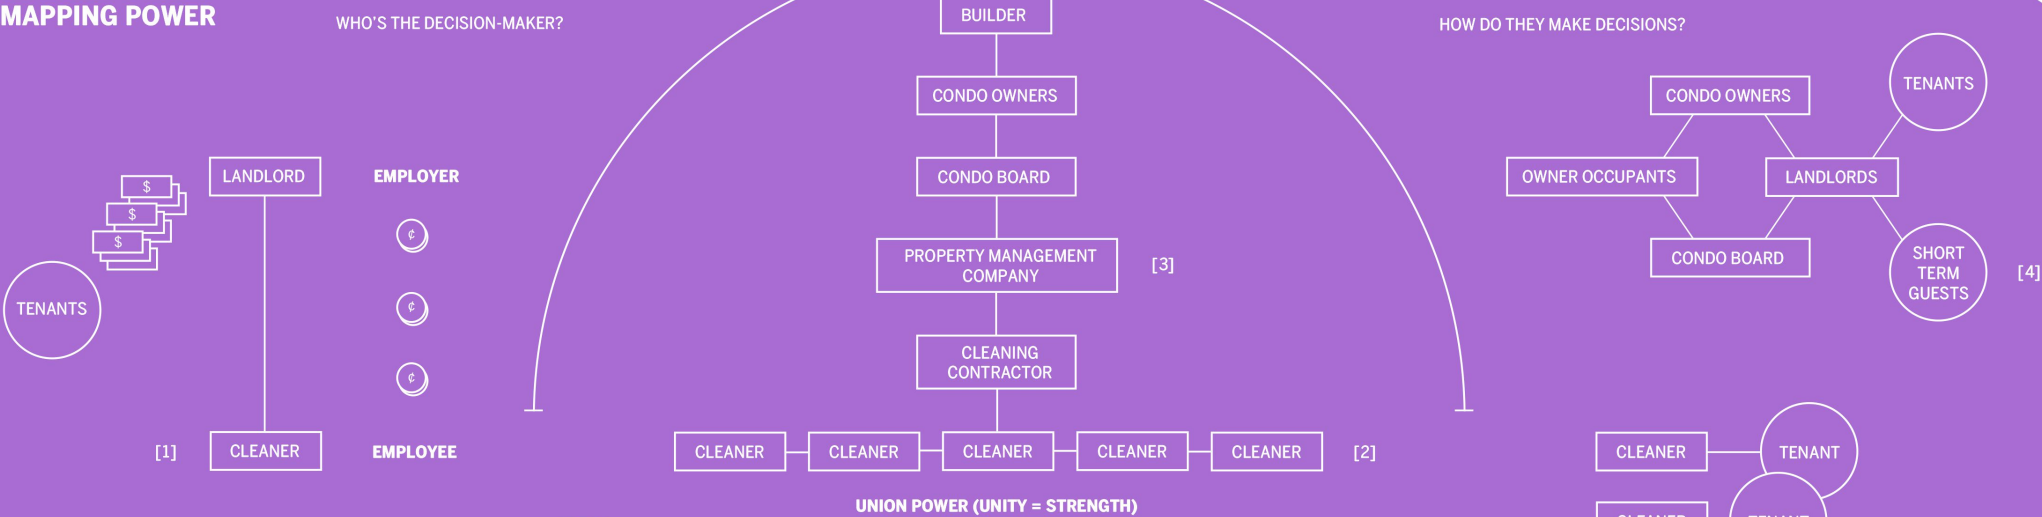 MAPPING POWER
WHO'S THE DECISION-MAKER?
HOW DO THEY MAKE DECISIONS?
LANDLORD
EMPLOYER
$
$
$
TENANTS
¢
¢
¢
[1]
CLEANER
EMPLOYEE
BUILDER
CONDO OWNERS
CONDO BOARD
PROPERTY MANAGEMENT
COMPANY
[3]
CLEANING
CONTRACTOR
CLEANER
CLEANER
CLEANER
CLEANER
CLEANER
[2]
UNION POWER (UNITY = STRENGTH)
CONDO OWNERS
TENANTS
OWNER OCCUPANTS
LANDLORDS
CONDO BOARD
SHORT
TERM
GUESTS
[4]
CLEANER
TENANT
CLEANER
TENANT